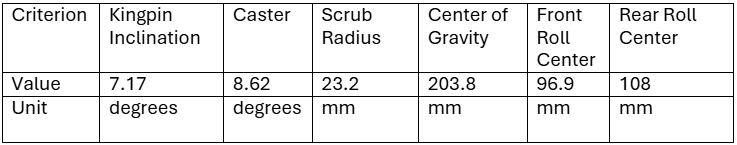 Criterion Kingpin Caster Scrub Center of Front Rear Roll
Inclination Radius Gravity Roll Center
Center
Value 7.17 8.62 23.2 203.8 96.9 108
Unit degrees degrees mm mm mm mm